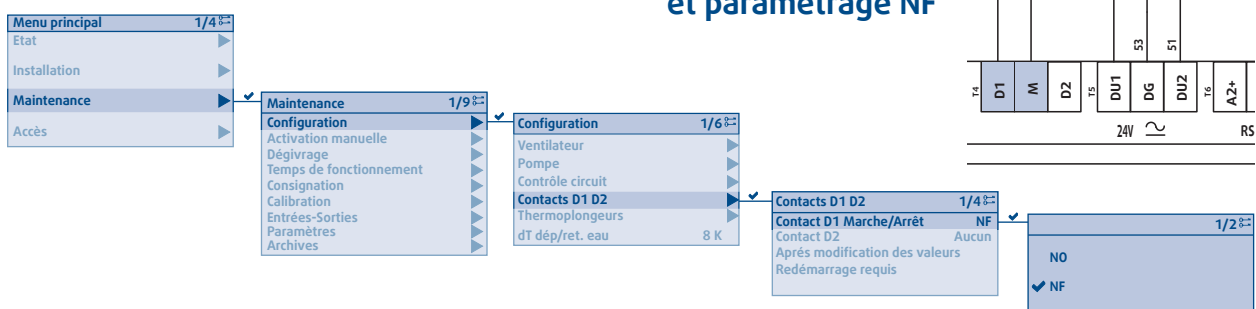 et paramétrage NF
Menu principal 1/4
Etat
Installation
Maintenance
Accès
Maintenance 1/9
Configuration
Activation manuelle
Dégivrage
Temps de fonctionnement
Consignation
Calibration
Entrées-Sorties
Paramètres
Archives
Configuration 1/6
Ventilateur
Pompe
Contrôle circuit
Contacts D1 D2
Thermoplongeurs
dT dép/ret. eau 8 K
Contacts D1 D2 1/4
Contact D1 Marche/Arrêt NF
Contact D2 Aucun
Aprés modification des valeurs
Redémarrage requis
1/2
NO
NF
53
51
T4
D1
M
D2
T5
DU1
DG
DU2
T6
A2+
24V
RS